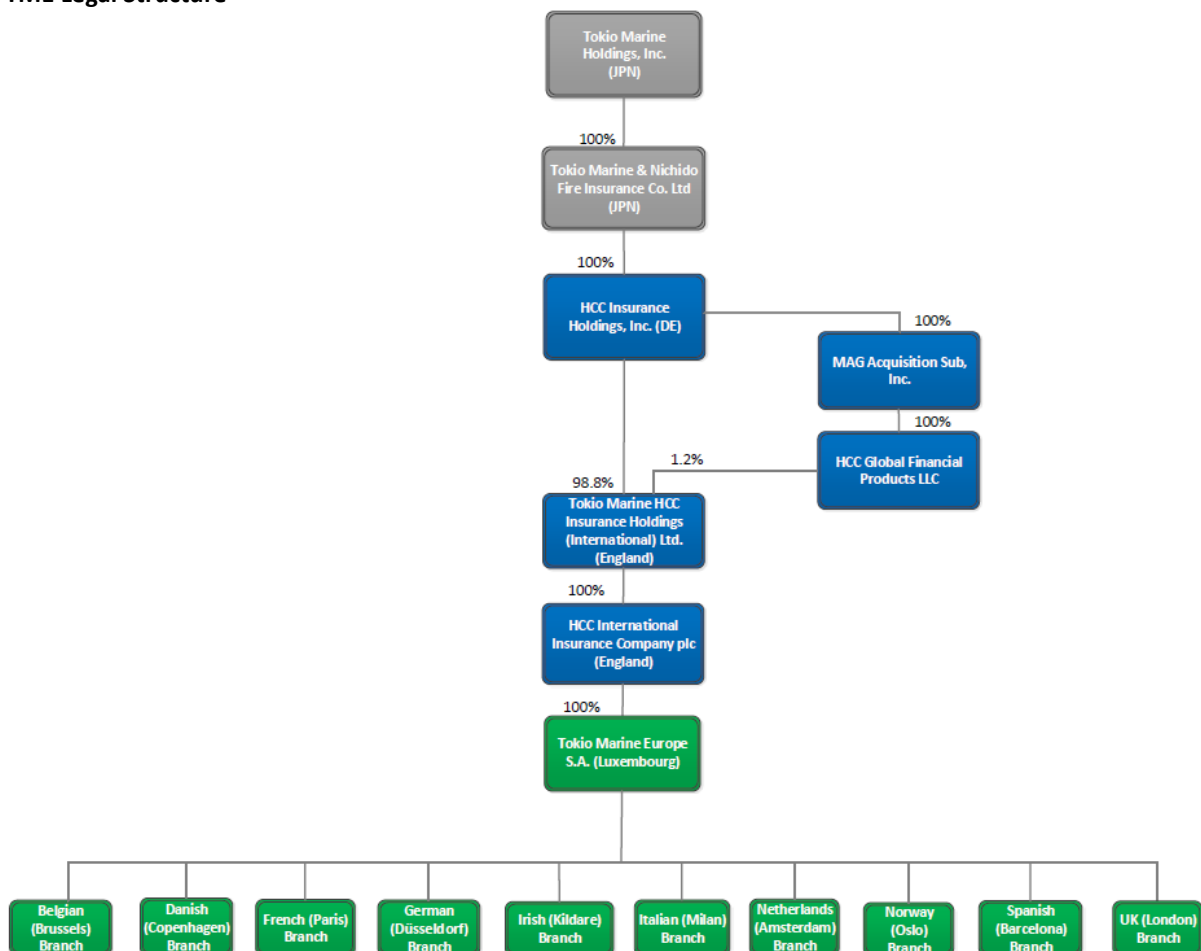 TME Legal Structure
Tokio Marine
Holdings, Inc.
(JPN)
100%
Tokio Marine & Nichido
Fire Insurance Co. Ltd
(JPN)
100%
HCC Insurance
Holdings, Inc. (DE)
100%
MAG Acquisition Sub,
Inc.
100%
HCC Global Financial
Products LLC
1.2%
98.8%
Tokio Marine HCC
Insurance Holdings
(International) Ltd.
(England)
100%
HCC International
Insurance Company plc
(England)
100%
Tokio Marine Europe
S.A. (Luxembourg)
Belgian
(Brussels)
Branch
Danish
(Copenhagen)
Branch
French (Paris)
Branch
German
(Düsseldorf)
Branch
Irish (Kildare)
Branch
Italian (Milan)
Branch
Netherlands
(Amsterdam)
Branch
Norway
(Oslo)
Branch
Spanish
(Barcelona)
Branch
UK (London)
Branch